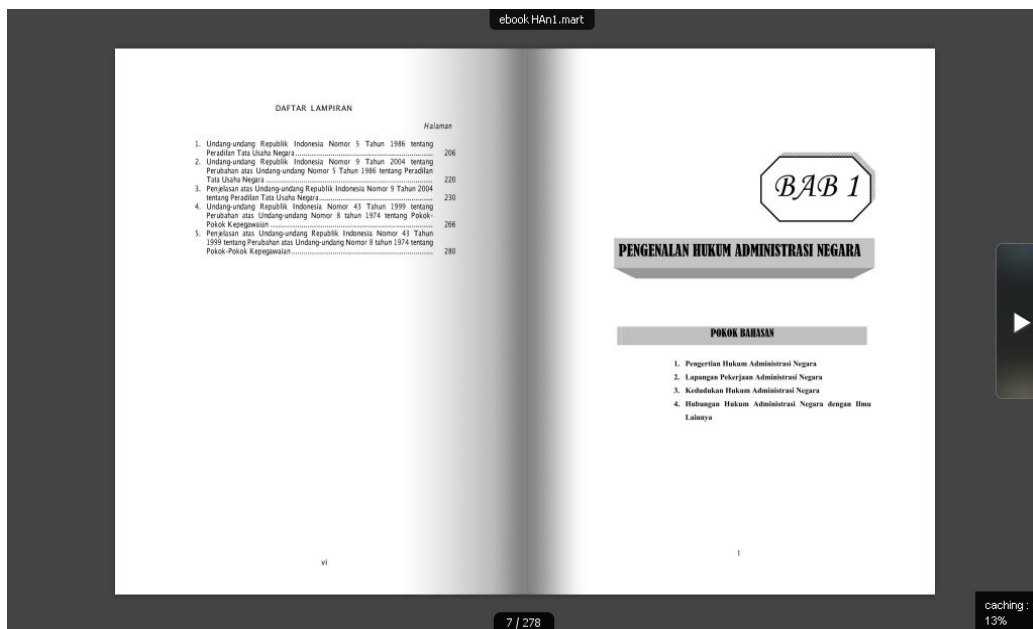 ebook HAn1.mart
DAFTAR LAMPIRAN
Halaman
1. Undang-undang Republik Indonesia Nomor 5 Tahun 1986 tentang
Peradilan Tata Usaha Negara ........................................................ 206
2. Undang-undang Republik Indonesia Nomor 9 Tahun 2004 tentang
Perubahan atas Undang-undang Nomor 5 Tahun 1986 tentang Peradilan
Tata Usaha Negara ........................................................ 220
3. Penjelasan atas Undang-undang Republik Indonesia Nomor 9 Tahun 2004
tentang Peradilan Tata Usaha Negara ........................................................ 230
4. Undang-undang Republik Indonesia Nomor 43 Tahun 1999 tentang
Perubahan atas Undang-undang Nomor 8 tahun 1974 tentang Pokok-
Pokok Kepegawaian ........................................................ 266
5. Penjelasan atas Undang-undang Republik Indonesia Nomor 43 Tahun
1999 tentang Perubahan atas Undang-undang Nomor 8 tahun 1974 tentang
Pokok-Pokok Kepegawaian ........................................................ 280
vi
BAB 1
PENGENALAN HUKUM ADMINISTRASI NEGARA
POKOK BAHASAN
1. Pengertian Hukum Administrasi Negara
2. Lapangan Pekerjaan Administrasi Negara
3. Kedudukan Hukum Administrasi Negara
4. Hubungan Hukum Administrasi Negara dengan Ilmu
Lainnya
1
7 / 278
caching :
13%